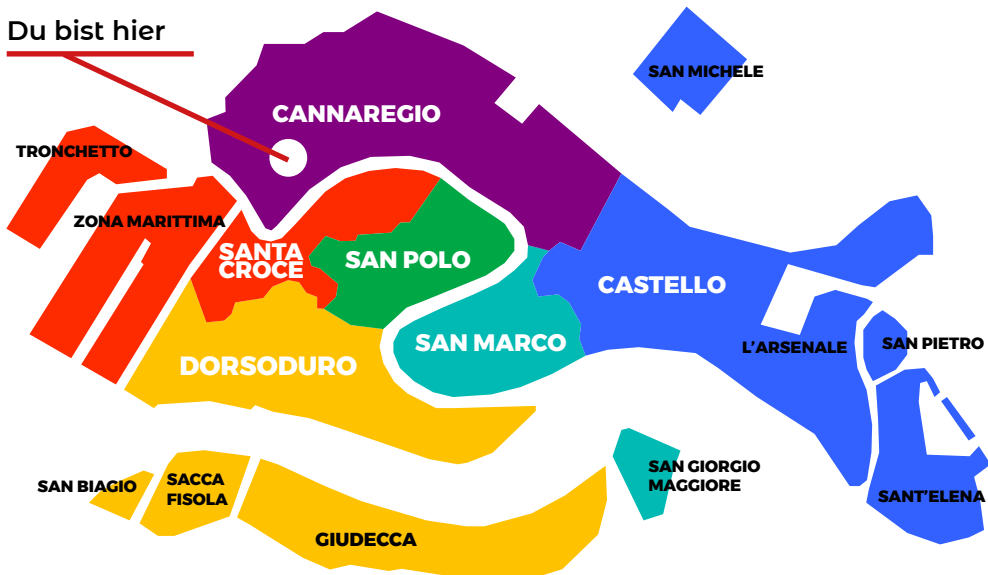 Du bist hier
SAN MICHELE
CANNAREGIO
TRONCHETTO
ZONA MARITTIMA
SANTA
CROCE
SAN POLO
CASTELLO
SAN MARCO
L'ARSENALE
SAN PIETRO
DORSODURO
SAN BIAGIO
SACCA
FISOLA
SAN GIORGIO
MAGGIORE
SANT'ELENA
GIUDECCA